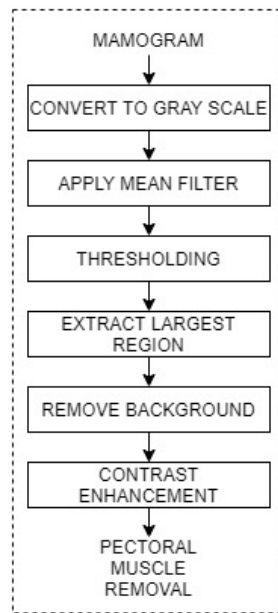 MAMOGRAM
CONVERT TO GRAY SCALE
APPLY MEAN FILTER
THRESHOLDING
EXTRACT LARGEST
REGION
REMOVE BACKGROUND
CONTRAST
ENHANCEMENT
PECTORAL
MUSCLE
REMOVAL